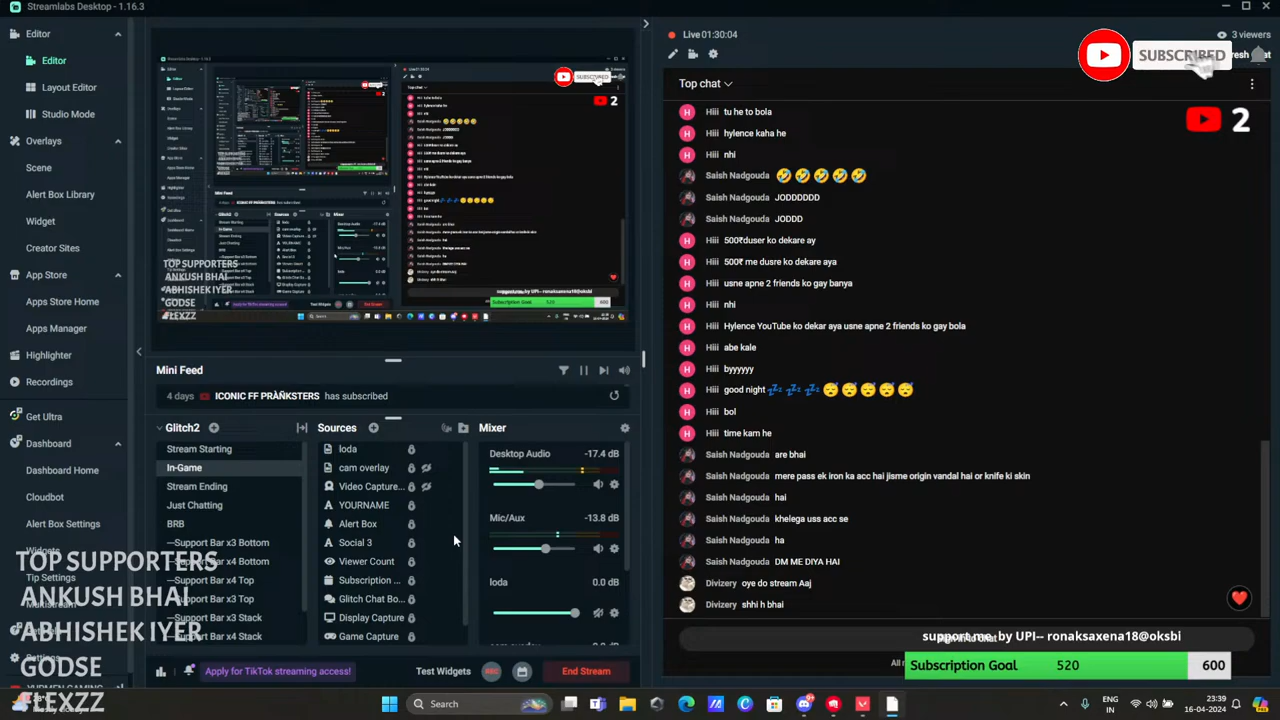 Streamlabs Desktop - 1.16.3
Editor
Editor
Layout Editor
Studio Mode
Overlays
Scene
Alert Box Library
Widget
Creator Sites
App Store
Apps Store Home
Apps Manager
Highlighter
Recordings
Get Ultra
Dashboard
Dashboard Home
Cloudbot
Alert Box Settings
Widgets
Tip Settings
TOP SUPPORTERS
ANKUSH BHAI
ABHISHEK IYER
GODSE
FLEXZZ
Mini Feed
4 days ICONIC FF PRÀÑKSTERS has subscribed
Glitch2
Stream Starting
In-Game
Stream Ending
Just Chatting
BRB
--Support Bar x3 Bottom
--Support Bar x4 Bottom
--Support Bar x4 Top
--Support Bar x3 Top
--Support Bar x3 Stack
--Support Bar x4 Stack
Sources
loda
cam overlay
Video Capture...
YOURNAME
Alert Box
Social 3
Viewer Count
Subscription ...
Glitch Chat Bo...
Display Capture
Game Capture
Mixer
Desktop Audio -17.4 dB
Mic/Aux -13.8 dB
loda 0.0 dB
Apply for TikTok streaming access!
Test Widgets
REC
End Stream
Live 01:30:04
3 viewers
SUBSCRIBED
Top chat
2
Hiii tu he to bola
Hiii hylence kaha he
Hiii nhi
Saish Nadgouda 🤣🤣🤣🤣🤣
Saish Nadgouda JODDDDDD
Saish Nadgouda JODDD
Hiii 500₹ user ko dekare ay
Hiii 500₹ me dusre ko dekare aya
Hiii usne apne 2 friends ko gay banya
Hiii nhi
Hiii Hylence YouTube ko dekar aya usne apne 2 friends ko gay bola
Hiii abe kale
Hiii byyyyyy
Hiii good night 💤 💤 💤 😴😴😴😴😴
Hiii bol
Hiii time kam he
Saish Nadgouda are bhai
Saish Nadgouda mere pass ek iron ka acc hai jisme origin vandal hai or knife ki skin
Saish Nadgouda hai
Saish Nadgouda khelega uss acc se
Saish Nadgouda ha
Saish Nadgouda DM ME DIYA HAI
Divizery oye do stream Aaj
Divizery shhi h bhai
support me by UPI-- ronaksaxena18@oksbi
Subscription Goal 520 600
Search
ENG
IN
23:39
16-04-2024